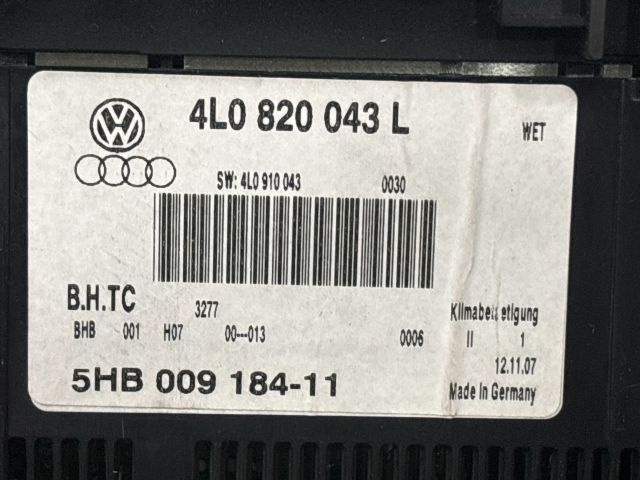 4L0 820 043 L
WET
SW: 4L0 910 043 0030
B.H.TC 3277
BHB 001 H07 00---013 0006
Klimabetätigung
II 1
12.11.07
5HB 009 184-11
Made in Germany